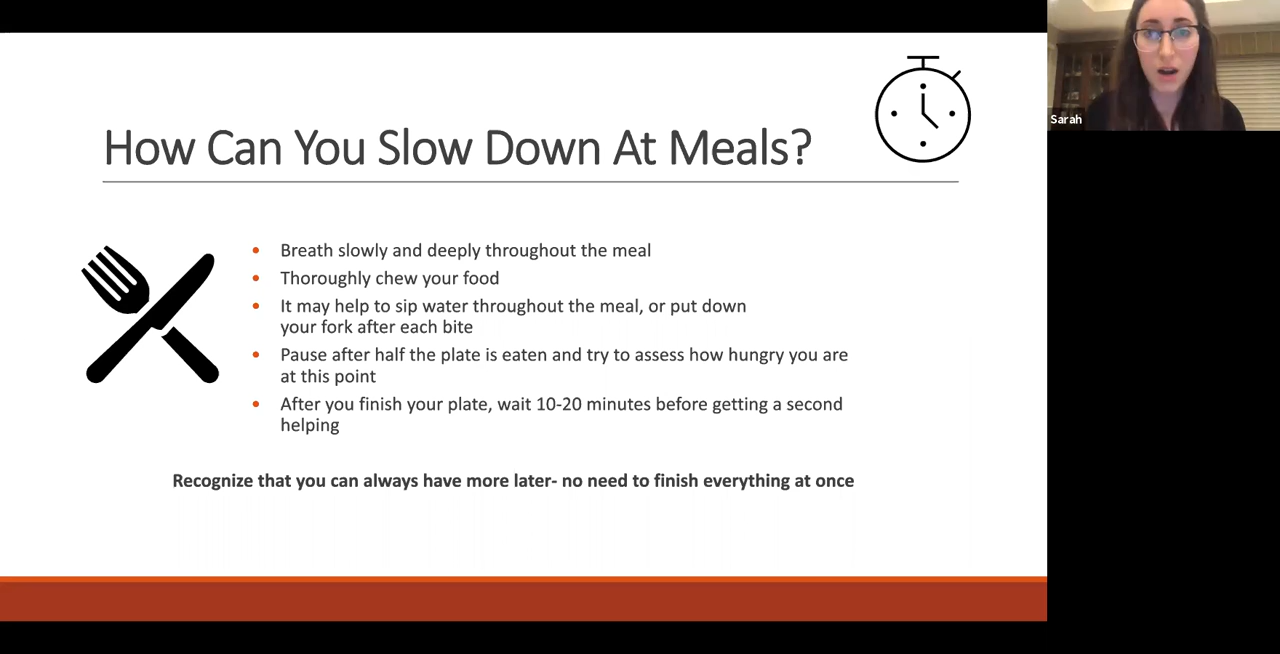 How Can You Slow Down At Meals?
Sarah
Breath slowly and deeply throughout the meal
Thoroughly chew your food
It may help to sip water throughout the meal, or put down
your fork after each bite
Pause after half the plate is eaten and try to assess how hungry you are
at this point
After you finish your plate, wait 10-20 minutes before getting a second
helping
Recognize that you can always have more later- no need to finish everything at once